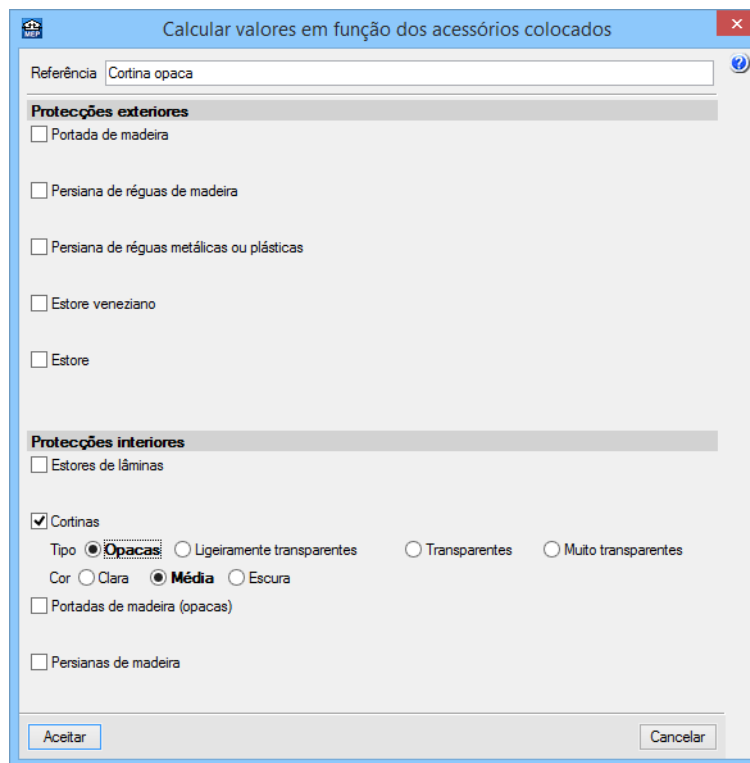 MEP
Calcular valores em função dos acessórios colocados
Referência Cortina opaca
Protecções exteriores
Portada de madeira
Persiana de réguas de madeira
Persiana de réguas metálicas ou plásticas
Estore veneziano
Estore
Protecções interiores
Estores de lâminas
Cortinas
Tipo Opacas Ligeiramente transparentes Transparentes Muito transparentes
Cor Clara Média Escura
Portadas de madeira (opacas)
Persianas de madeira
Aceitar Cancelar